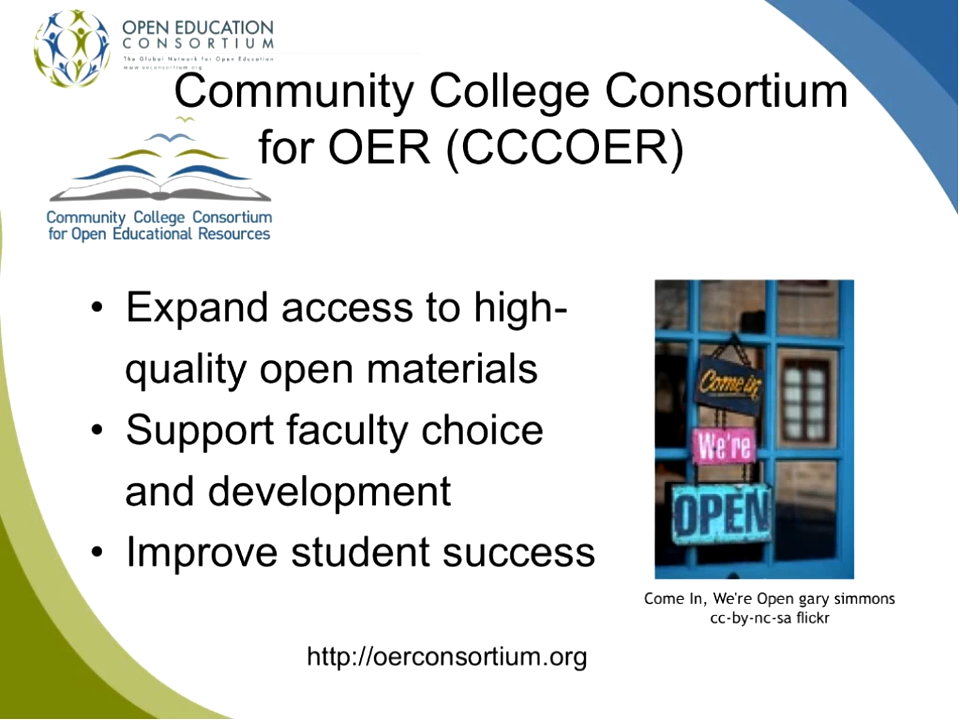 OPEN EDUCATION
CONSORTIUM
The Global Network for Open Education
www.oeconsortium.org
Community College Consortium
for OER (CCCOER)
Community College Consortium
for Open Educational Resources
• Expand access to high-
quality open materials
• Support faculty choice
and development
• Improve student success
Come in
We're
OPEN
Come In, We're Open gary simmons
cc-by-nc-sa flickr
http://oerconsortium.org